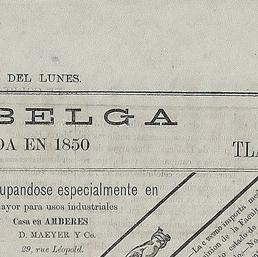 DEL LUNES.
BELGA
DA EN 1850
TLA
upandose especialmente en
ayor para usos industriales
Casa en AMBERES
D. MAEYER Y Co.
29, rue Léopold.
importa